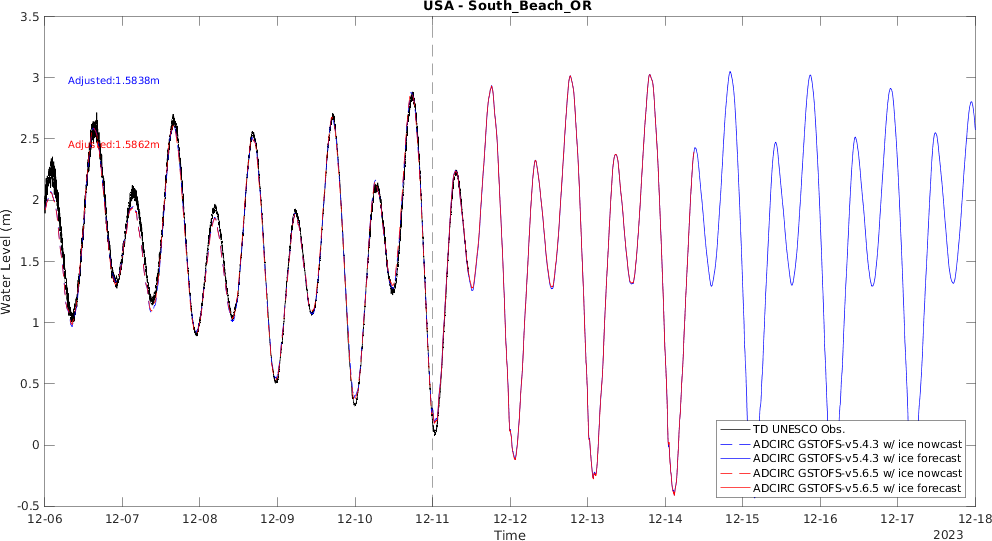 USA - South_Beach_OR
3.5
3
2.5
2
1.5
1
0.5
0
-0.5
Water Level (m)
Adjusted:1.5838m
Adjusted:1.5862m
TD UNESCO Obs.
ADCIRC GSTOFS-v5.4.3 w/ ice nowcast
ADCIRC GSTOFS-v5.4.3 w/ ice forecast
ADCIRC GSTOFS-v5.6.5 w/ ice nowcast
ADCIRC GSTOFS-v5.6.5 w/ ice forecast
12-06 12-07 12-08 12-09 12-10 12-11 12-12 12-13 12-14 12-15 12-16 12-17 12-18
Time
2023